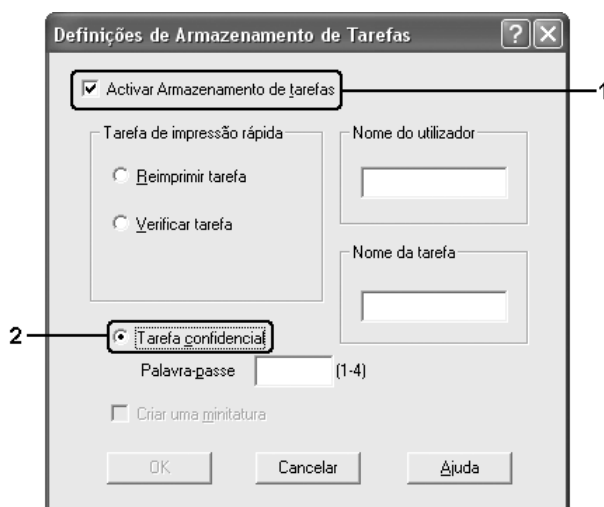 Definições de Armazenamento de Tarefas
Activar Armazenamento de tarefas
1
Tarefa de impressão rápida
Nome do utilizador
Reimprimir tarefa
Verificar tarefa
Nome da tarefa
2
Tarefa confidencial
Palavra-passe
(1-4)
Criar uma minitatura
OK
Cancelar
Ajuda